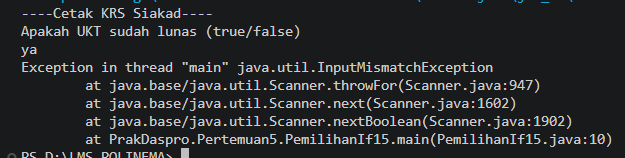 ----Cetak KRS Siakad----
Apakah UKT sudah lunas (true/false)
ya
Exception in thread "main" java.util.InputMismatchException
at java.base/java.util.Scanner.throwFor(Scanner.java:947)
at java.base/java.util.Scanner.next(Scanner.java:1602)
at java.base/java.util.Scanner.nextBoolean(Scanner.java:1902)
at PrakDaspro.Pertemuan5.PemilihanIf15.main(PemilihanIf15.java:10)
PS D:\LMS POLINEMA>